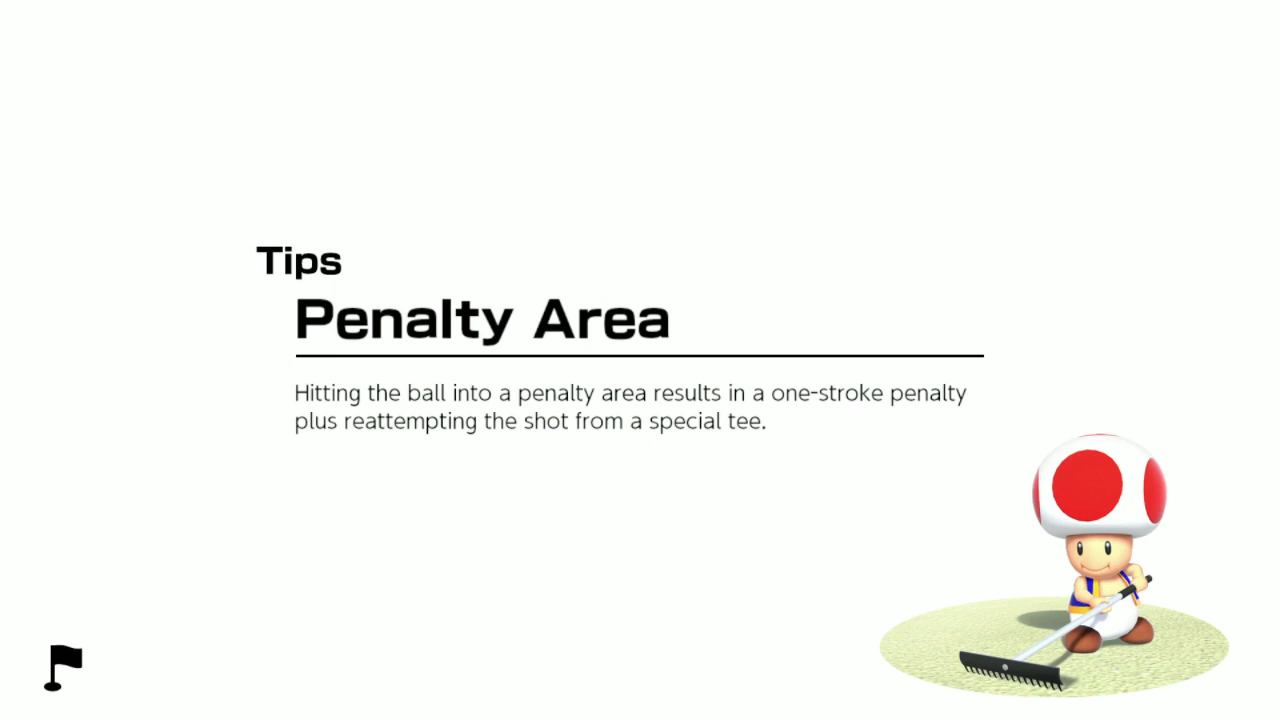 Tips
Penalty Area
Hitting the ball into a penalty area results in a one-stroke penalty
plus reattempting the shot from a special tee.